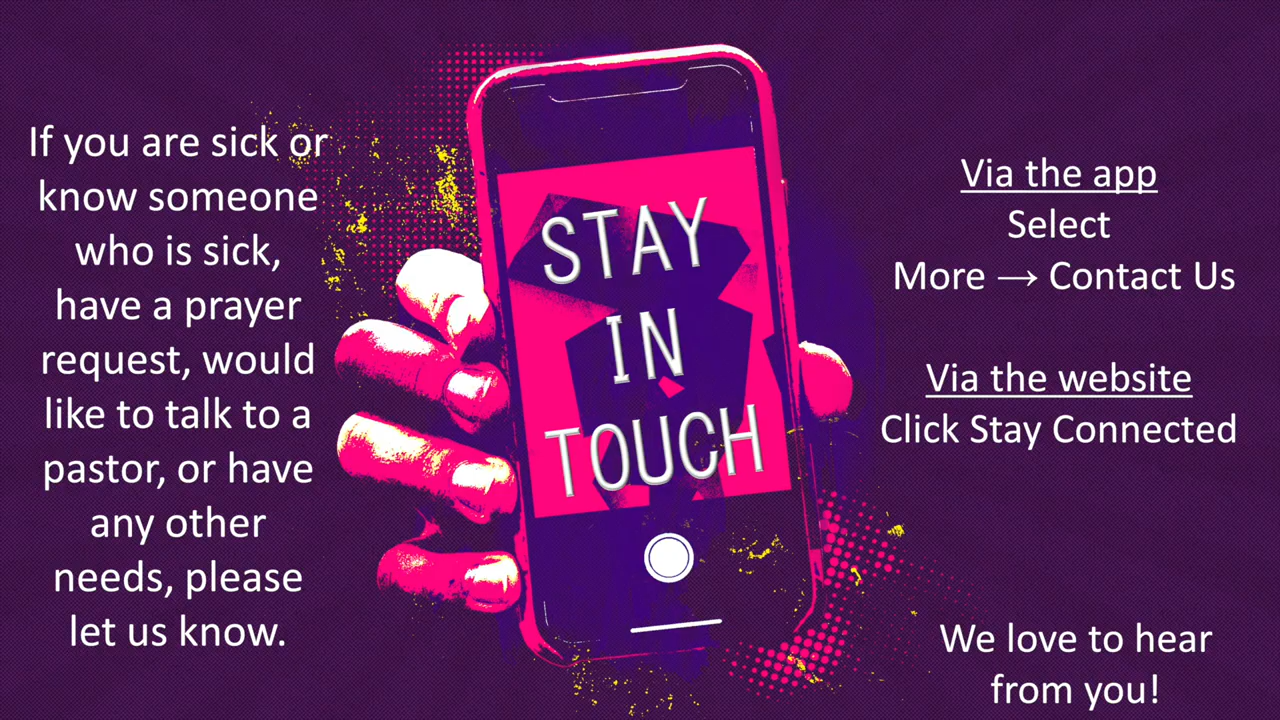 If you are sick or
know someone
who is sick,
have a prayer
request, would
like to talk to a
pastor, or have
any other
needs, please
let us know.
STAY
IN
TOUCH
Via the app
Select
More → Contact Us
Via the website
Click Stay Connected
We love to hear
from you!